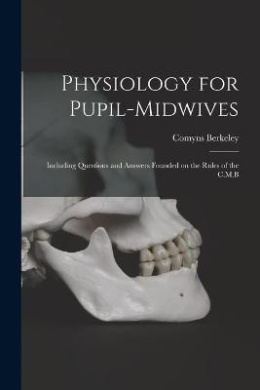 Physiology for
Pupil-Midwives
Comyns Berkeley
Including Questions and Answers Founded on the Rules of the
C.M.B